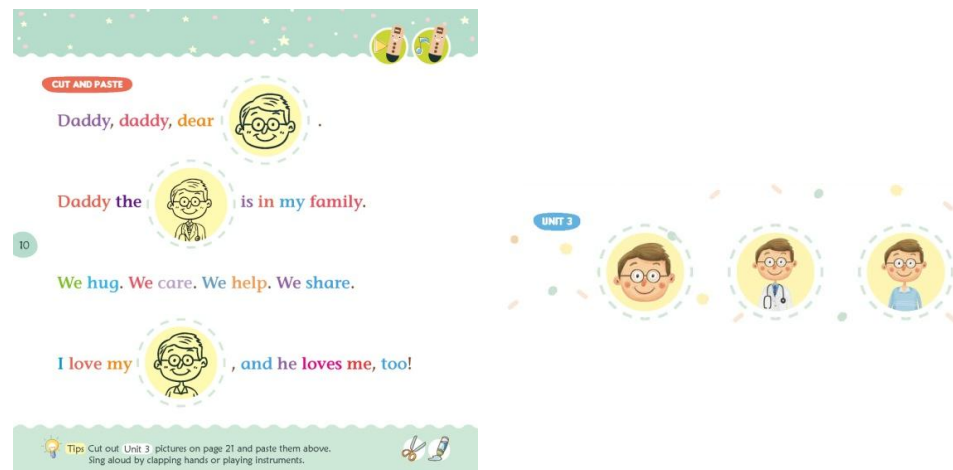 CUT AND PASTE
Daddy, daddy, dear .
Daddy the is in my family.
10
We hug. We care. We help. We share.
I love my , and he loves me, too!
Tips Cut out Unit 3 pictures on page 21 and paste them above.
Sing aloud by clapping hands or playing instruments.
UNIT 3